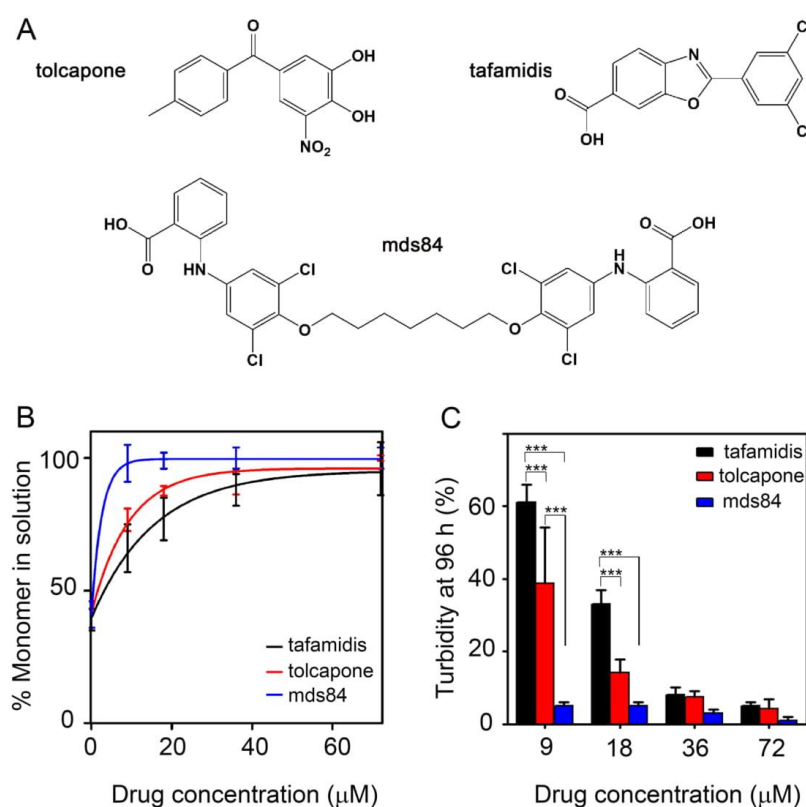 A
tolcapone
O
OH
OH
NO₂
tafamidis
N
O
O
OH
Cl
Cl
mds84
HO
O
HN
Cl
Cl
O
O
Cl
Cl
H
N
O
OH
B
% Monomer in solution
100
50
0
0 20 40 60
tafamidis
tolcapone
mds84
Drug concentration (μM)
C
Turbidity at 96 h (%)
60
40
20
0
***
***
***
***
***
tafamidis
tolcapone
mds84
9 18 36 72
Drug concentration (μM)